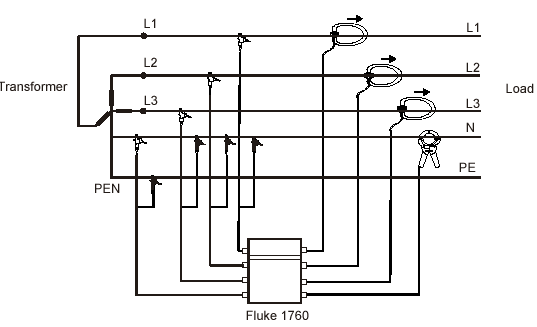 L1
L1
L2
L2
Transformer
Load
L3
L3
N
PE
PEN
Fluke 1760